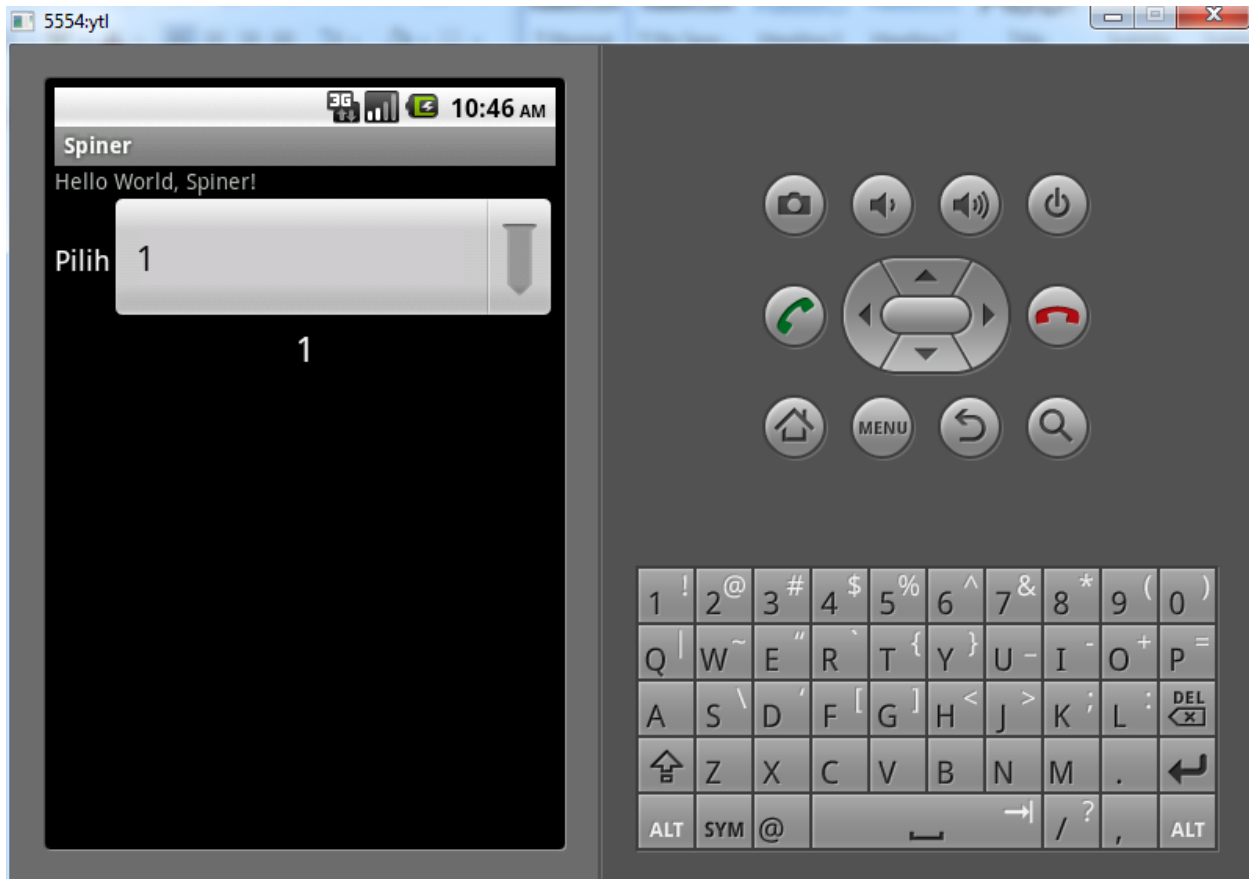 5554:ytl
3G 10:46 AM
Spiner
Hello World, Spiner!
Pilih 1
1
MENU
1 ! 2 @ 3 # 4 $ 5 % 6 ^ 7 & 8 * 9 ( 0 )
Q | W ~ E " R ` T { Y } U _ I - O + P =
A S \ D ' F [ G ] H < J > K ; L : DEL
Z X C V B N M .
ALT SYM @ / ? , ALT